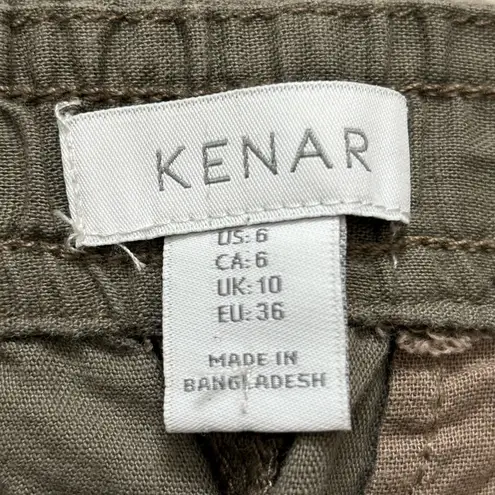 KENAR
US: 6
CA: 6
UK: 10
EU: 36
MADE IN
BANGLADESH